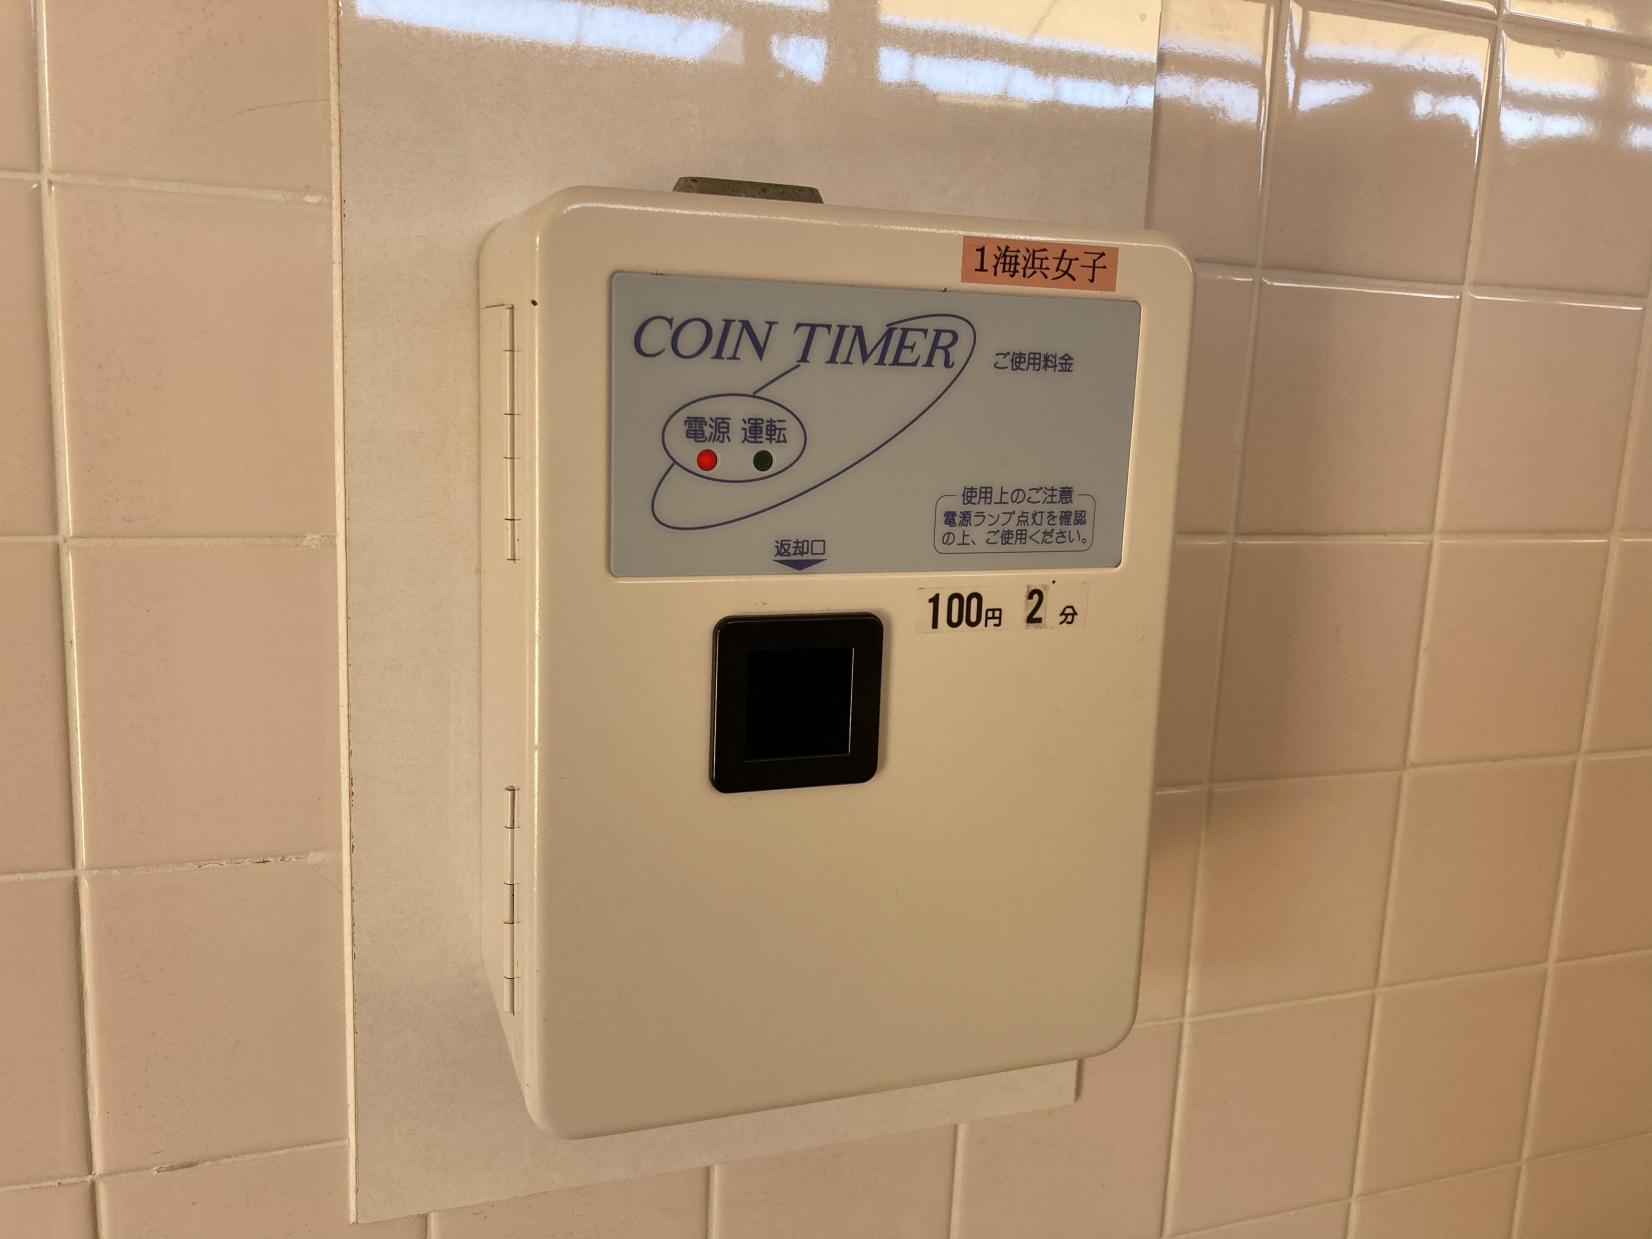 1海浜女子
COIN TIMER
ご使用料金
電源 運転
使用上のご注意
電源ランプ点灯を確認
の上、ご使用ください。
返却口
100円 2分